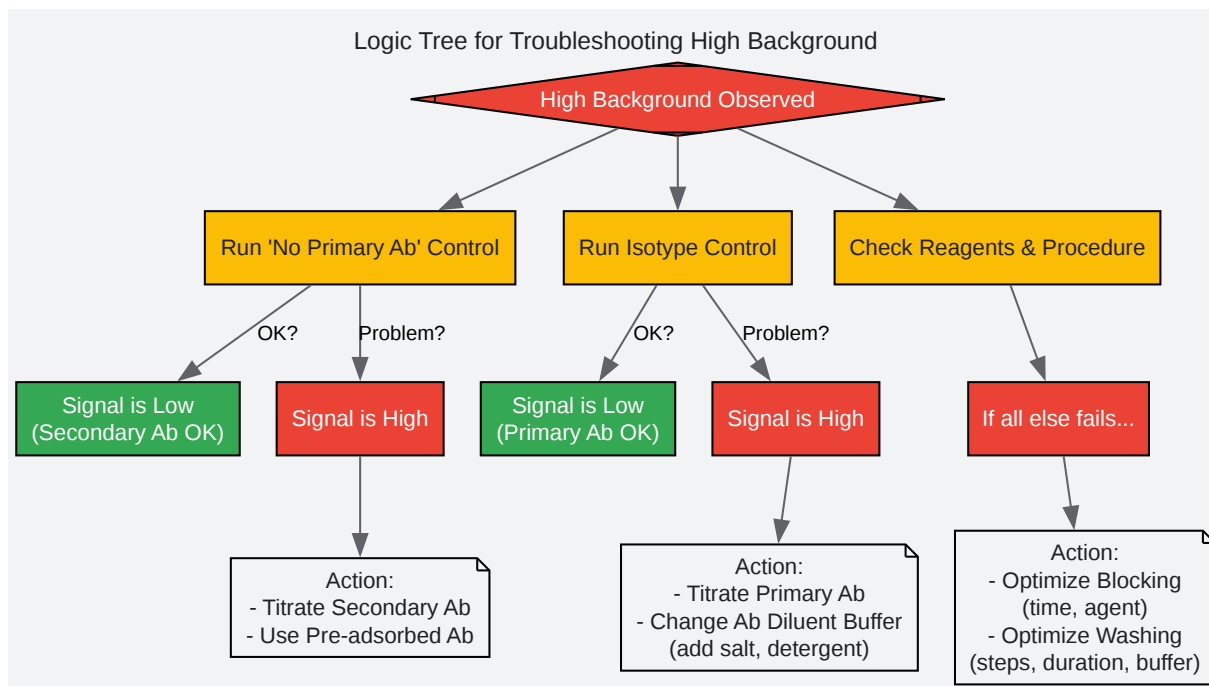 Logic Tree for Troubleshooting High Background
High Background Observed
Run 'No Primary Ab' Control
Run Isotype Control
Check Reagents & Procedure
OK?
Problem?
OK?
Problem?
Signal is Low
(Secondary Ab OK)
Signal is High
Signal is Low
(Primary Ab OK)
Signal is High
If all else fails...
Action:
- Titrate Secondary Ab
- Use Pre-adsorbed Ab
Action:
- Titrate Primary Ab
- Change Ab Diluent Buffer
(add salt, detergent)
Action:
- Optimize Blocking
(time, agent)
- Optimize Washing
(steps, duration, buffer)